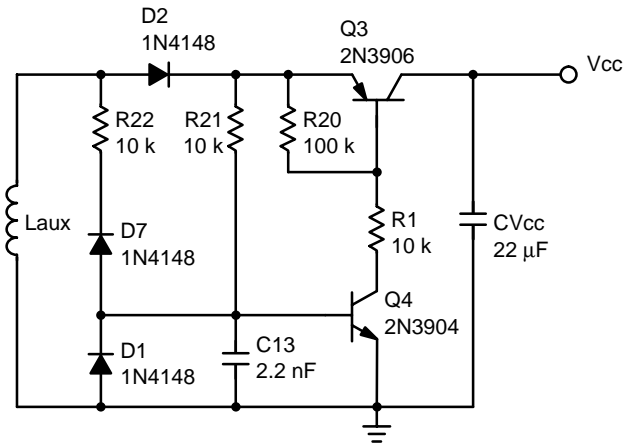 D2
1N4148
Q3
2N3906
Vcc
R22
10 k
R21
10 k
R20
100 k
Laux
D7
1N4148
R1
10 k
CVcc
22 μF
Q4
2N3904
D1
1N4148
C13
2.2 nF